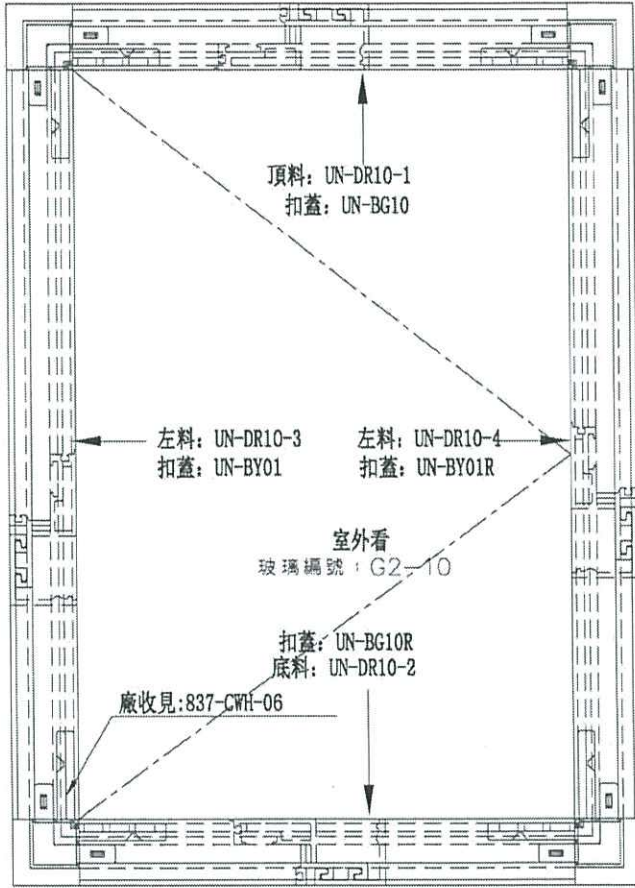 頂料: UN-DR10-1
扣蓋: UN-BG10
左料: UN-DR10-3
扣蓋: UN-BY01
左料: UN-DR10-4
扣蓋: UN-BY01R
室外看
玻璃編號：G2-10
扣蓋: UN-BG10R
底料: UN-DR10-2
廠收見:837-CWH-06